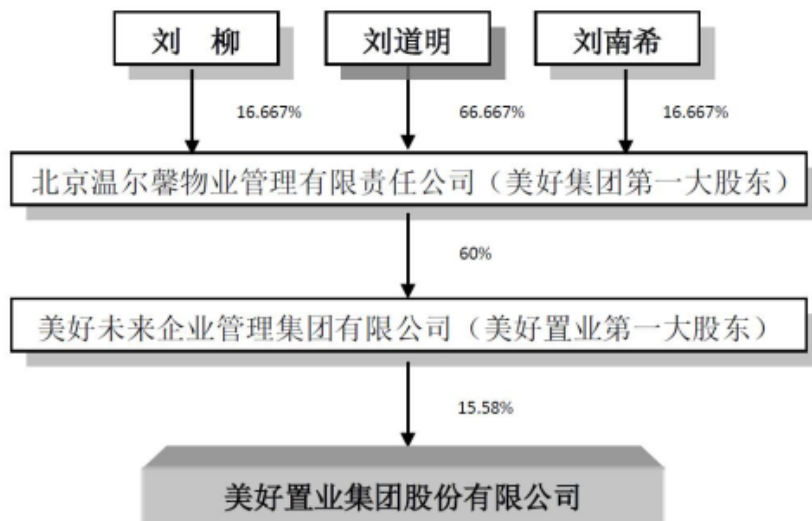 刘 柳 刘道明 刘南希
16.667% 66.667% 16.667%
北京温尔馨物业管理有限责任公司（美好集团第一大股东）
60%
美好未来企业管理集团有限公司（美好置业第一大股东）
15.58%
美好置业集团股份有限公司